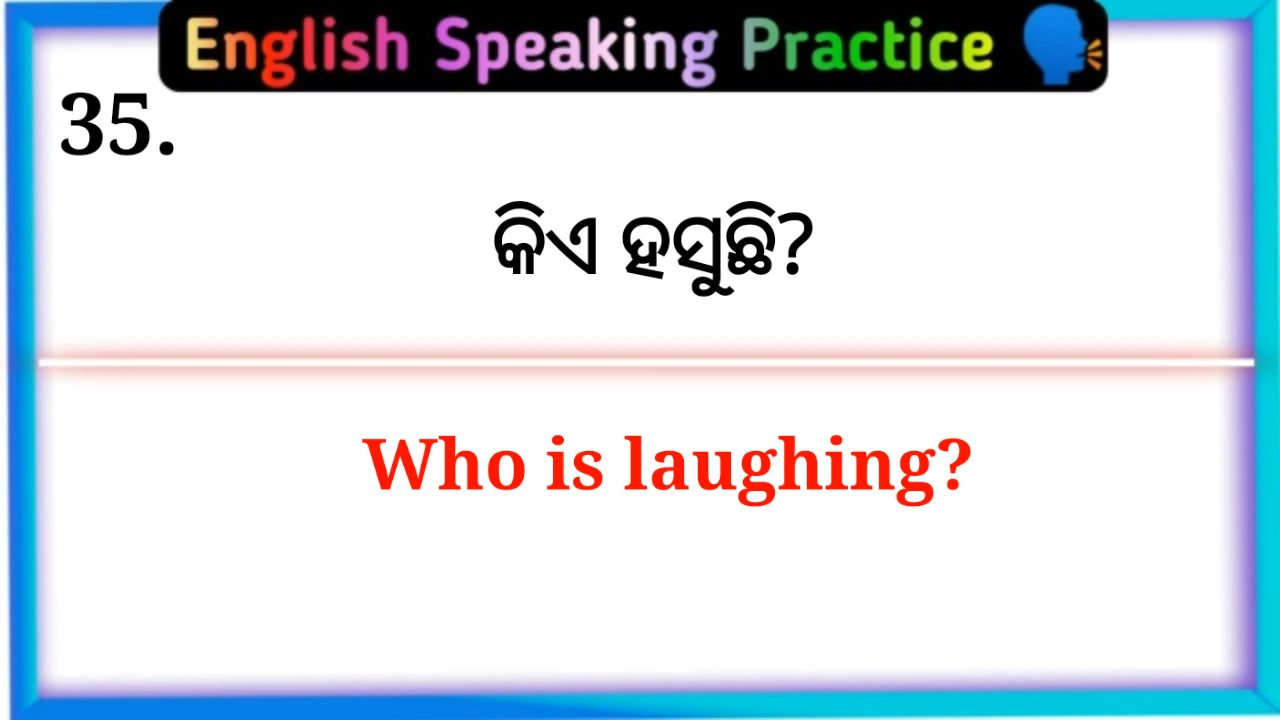 English Speaking Practice
35.
କିଏ ହସୁଛି?
Who is laughing?